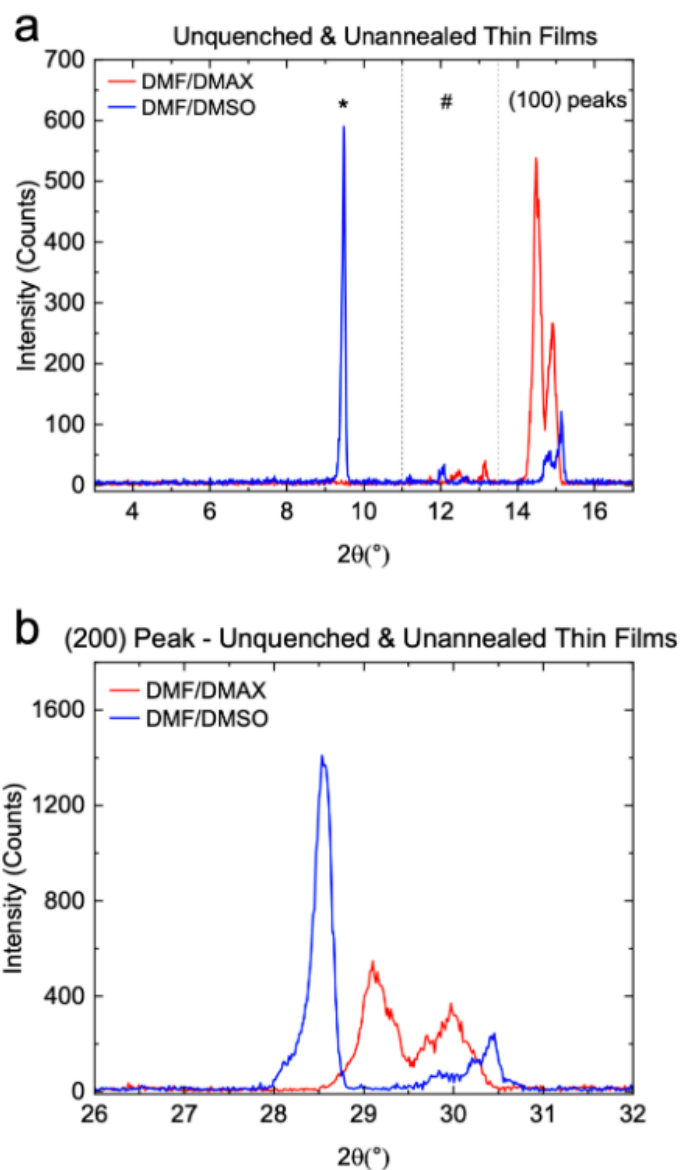 a
Unquenched & Unannealed Thin Films
700
600
500
400
300
200
100
0
Intensity (Counts)
DMF/DMAX
DMF/DMSO
*
#
(100) peaks
4 6 8 10 12 14 16
2θ(°)
b
(200) Peak - Unquenched & Unannealed Thin Films
1600
1200
800
400
0
Intensity (Counts)
DMF/DMAX
DMF/DMSO
26 27 28 29 30 31 32
2θ(°)